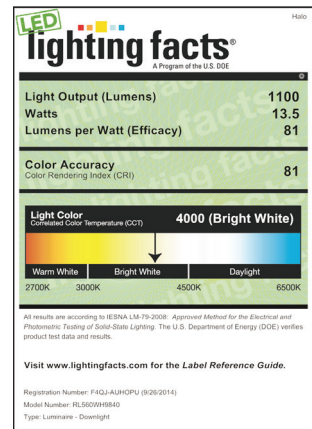 Halo
LED
lighting facts®
A Program of the U.S. DOE
Light Output (Lumens) 1100
Watts 13.5
Lumens per Watt (Efficacy) 81
Color Accuracy
Color Rendering Index (CRI) 81
Light Color
Correlated Color Temperature (CCT) 4000 (Bright White)
Warm White Bright White Daylight
2700K 3000K 4500K 6500K
All results are according to IESNA LM-79-2008: Approved Method for the Electrical and
Photometric Testing of Solid-State Lighting. The U.S. Department of Energy (DOE) verifies
product test data and results.
Visit www.lightingfacts.com for the Label Reference Guide.
Registration Number: F4QJ-AUHOPU (9/26/2014)
Model Number: RL560WH9840
Type: Luminaire - Downlight